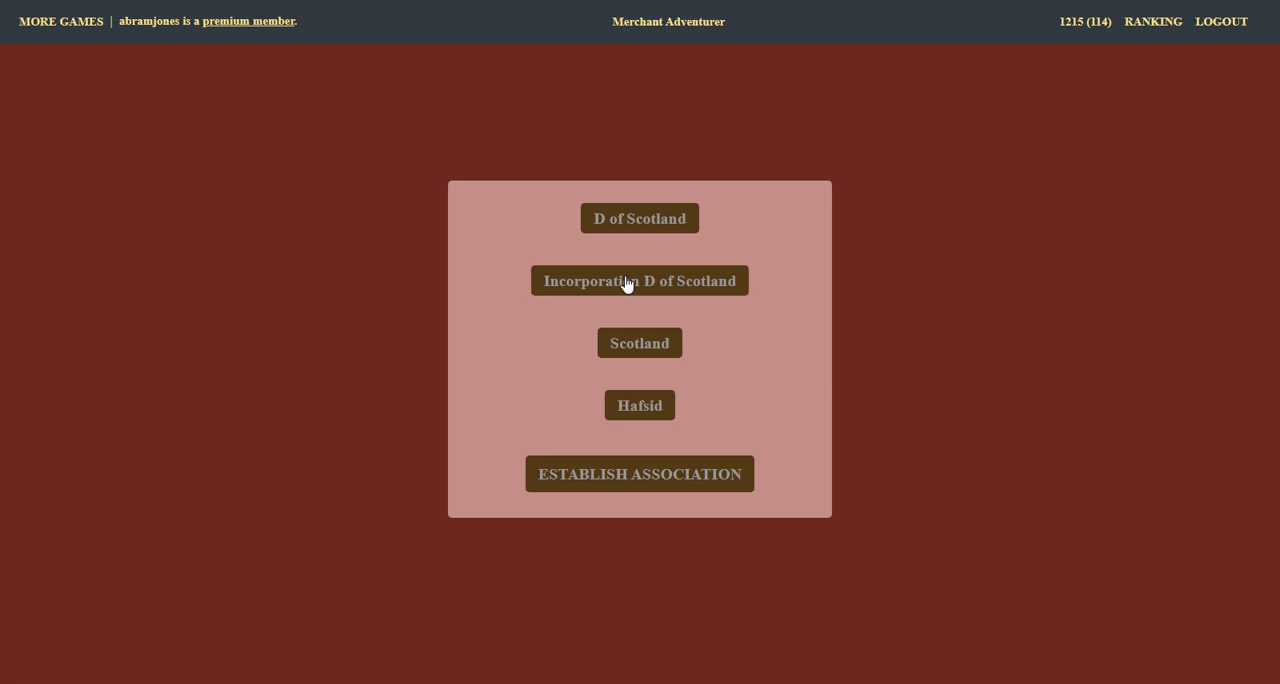 MORE GAMES | abramjones is a premium member.
Merchant Adventurer
1215 (114) RANKING LOGOUT
D of Scotland
Incorporation D of Scotland
Scotland
Hafsid
ESTABLISH ASSOCIATION